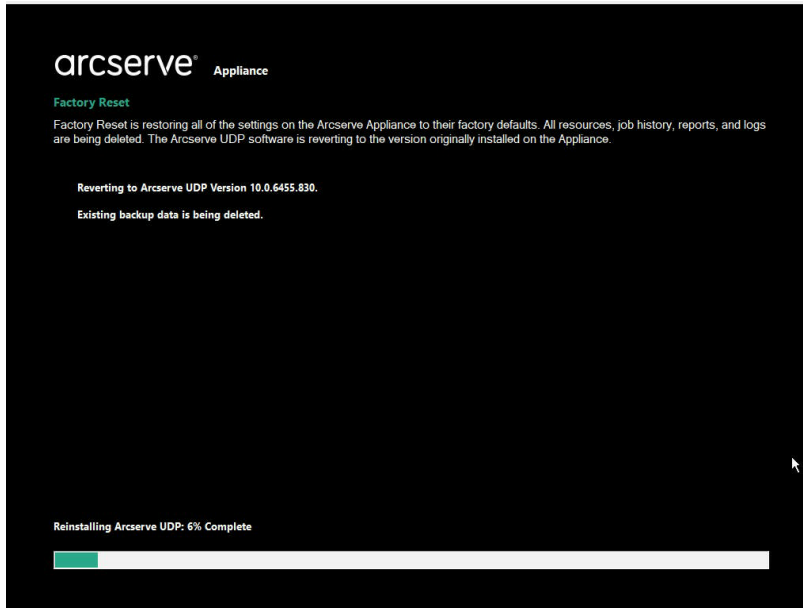 arcserve® Appliance
Factory Reset
Factory Reset is restoring all of the settings on the Arcserve Appliance to their factory defaults. All resources, job history, reports, and logs
are being deleted. The Arcserve UDP software is reverting to the version originally installed on the Appliance.
Reverting to Arcserve UDP Version 10.0.6455.830.
Existing backup data is being deleted.
Reinstalling Arcserve UDP: 6% Complete